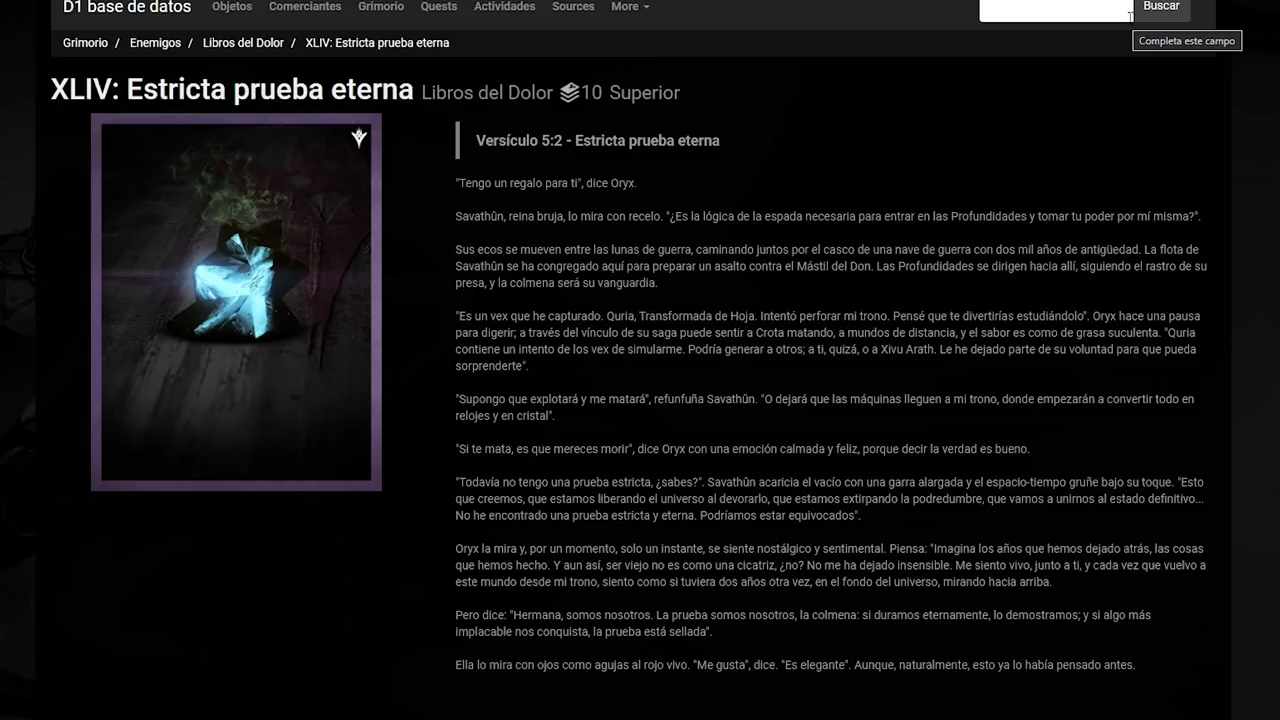 D1 base de datos Objetos Comerciantes Grimorio Quests Actividades Sources More Buscar
Completa este campo
Grimorio / Enemigos / Libros del Dolor / XLIV: Estricta prueba eterna
XLIV: Estricta prueba eterna Libros del Dolor 10 Superior
Versículo 5:2 - Estricta prueba eterna
"Tengo un regalo para ti", dice Oryx.
Savathûn, reina bruja, lo mira con recelo. "¿Es la lógica de la espada necesaria para entrar en las Profundidades y tomar tu poder por mí misma?".
Sus ecos se mueven entre las lunas de guerra, caminando juntos por el casco de una nave de guerra con dos mil años de antigüedad. La flota de
Savathûn se ha congregado aquí para preparar un asalto contra el Mástil del Don. Las Profundidades se dirigen hacia allí, siguiendo el rastro de su
presa, y la colmena será su vanguardia.
"Es un vex que he capturado. Quria, Transformada de Hoja. Intentó perforar mi trono. Pensé que te divertirías estudiándolo". Oryx hace una pausa
para digerir; a través del vínculo de su saga puede sentir a Crota matando, a mundos de distancia, y el sabor es como de grasa suculenta. "Quria
contiene un intento de los vex de simularme. Podría generar a otros; a ti, quizá, o a Xivu Arath. Le he dejado parte de su voluntad para que pueda
sorprenderte".
"Supongo que explotará y me matará", refunfuña Savathûn. "O dejará que las máquinas lleguen a mi trono, donde empezarán a convertir todo en
relojes y en cristal".
"Si te mata, es que mereces morir", dice Oryx con una emoción calmada y feliz, porque decir la verdad es bueno.
"Todavía no tengo una prueba estricta, ¿sabes?". Savathûn acaricia el vacío con una garra alargada y el espacio-tiempo gruñe bajo su toque. "Esto
que creemos, que estamos liberando el universo al devorarlo, que estamos extirpando la podredumbre, que vamos a unirnos al estado definitivo...
No he encontrado una prueba estricta y eterna. Podríamos estar equivocados".
Oryx la mira y, por un momento, solo un instante, se siente nostálgico y sentimental. Piensa: "Imagina los años que hemos dejado atrás, las cosas
que hemos hecho. Y aun así, ser viejo no es como una cicatriz, ¿no? No me ha dejado insensible. Me siento vivo, junto a ti, y cada vez que vuelvo a
este mundo desde mi trono, siento como si tuviera dos años otra vez, en el fondo del universo, mirando hacia arriba.
Pero dice: "Hermana, somos nosotros. La prueba somos nosotros, la colmena: si duramos eternamente, lo demostramos; y si algo más
implacable nos conquista, la prueba está sellada".
Ella lo mira con ojos como agujas al rojo vivo. "Me gusta", dice. "Es elegante". Aunque, naturalmente, esto ya lo había pensado antes.